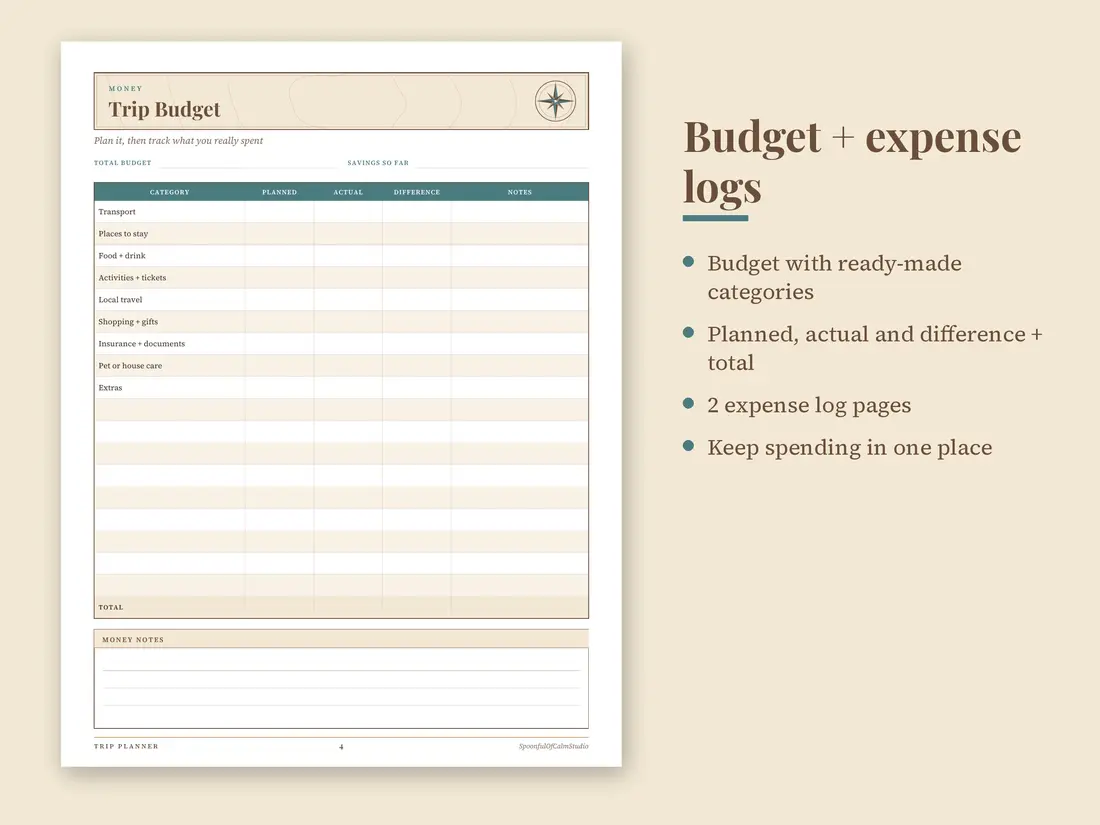 MONEY
Trip Budget
Plan it, then track what you really spent
TOTAL BUDGET
SAVINGS SO FAR
CATEGORY PLANNED ACTUAL DIFFERENCE NOTES
Transport
Places to stay
Food + drink
Activities + tickets
Local travel
Shopping + gifts
Insurance + documents
Pet or house care
Extras
TOTAL
MONEY NOTES
TRIP PLANNER 4 SpoonfulOfCalmStudio
Budget + expense
logs
Budget with ready-made
categories
Planned, actual and difference +
total
2 expense log pages
Keep spending in one place